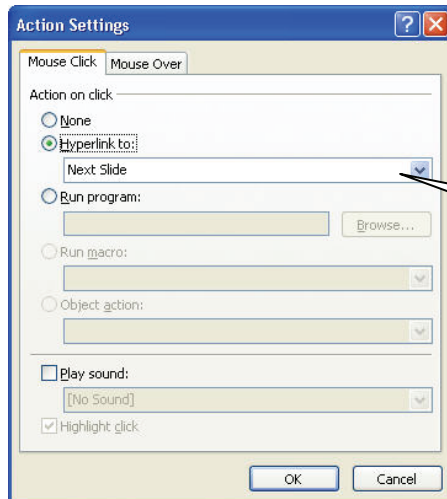 Action Settings
Mouse Click
Mouse Over
Action on click
None
Hyperlink to:
Next Slide
Run program:
Browse...
Run macro:
Object action:
Play sound:
[No Sound]
Highlight click
OK
Cancel